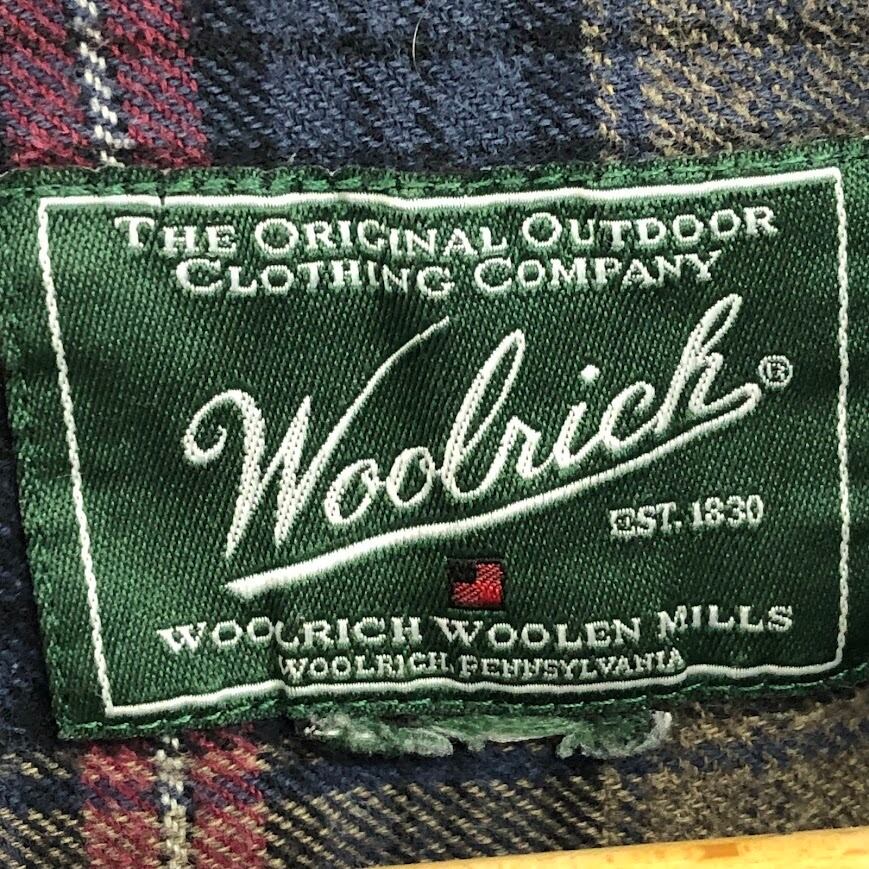 THE ORIGINAL OUTDOOR
CLOTHING COMPANY
Woolrich®
EST. 1830
WOOLRICH WOOLEN MILLS
WOOLRICH, PENNSYLVANIA